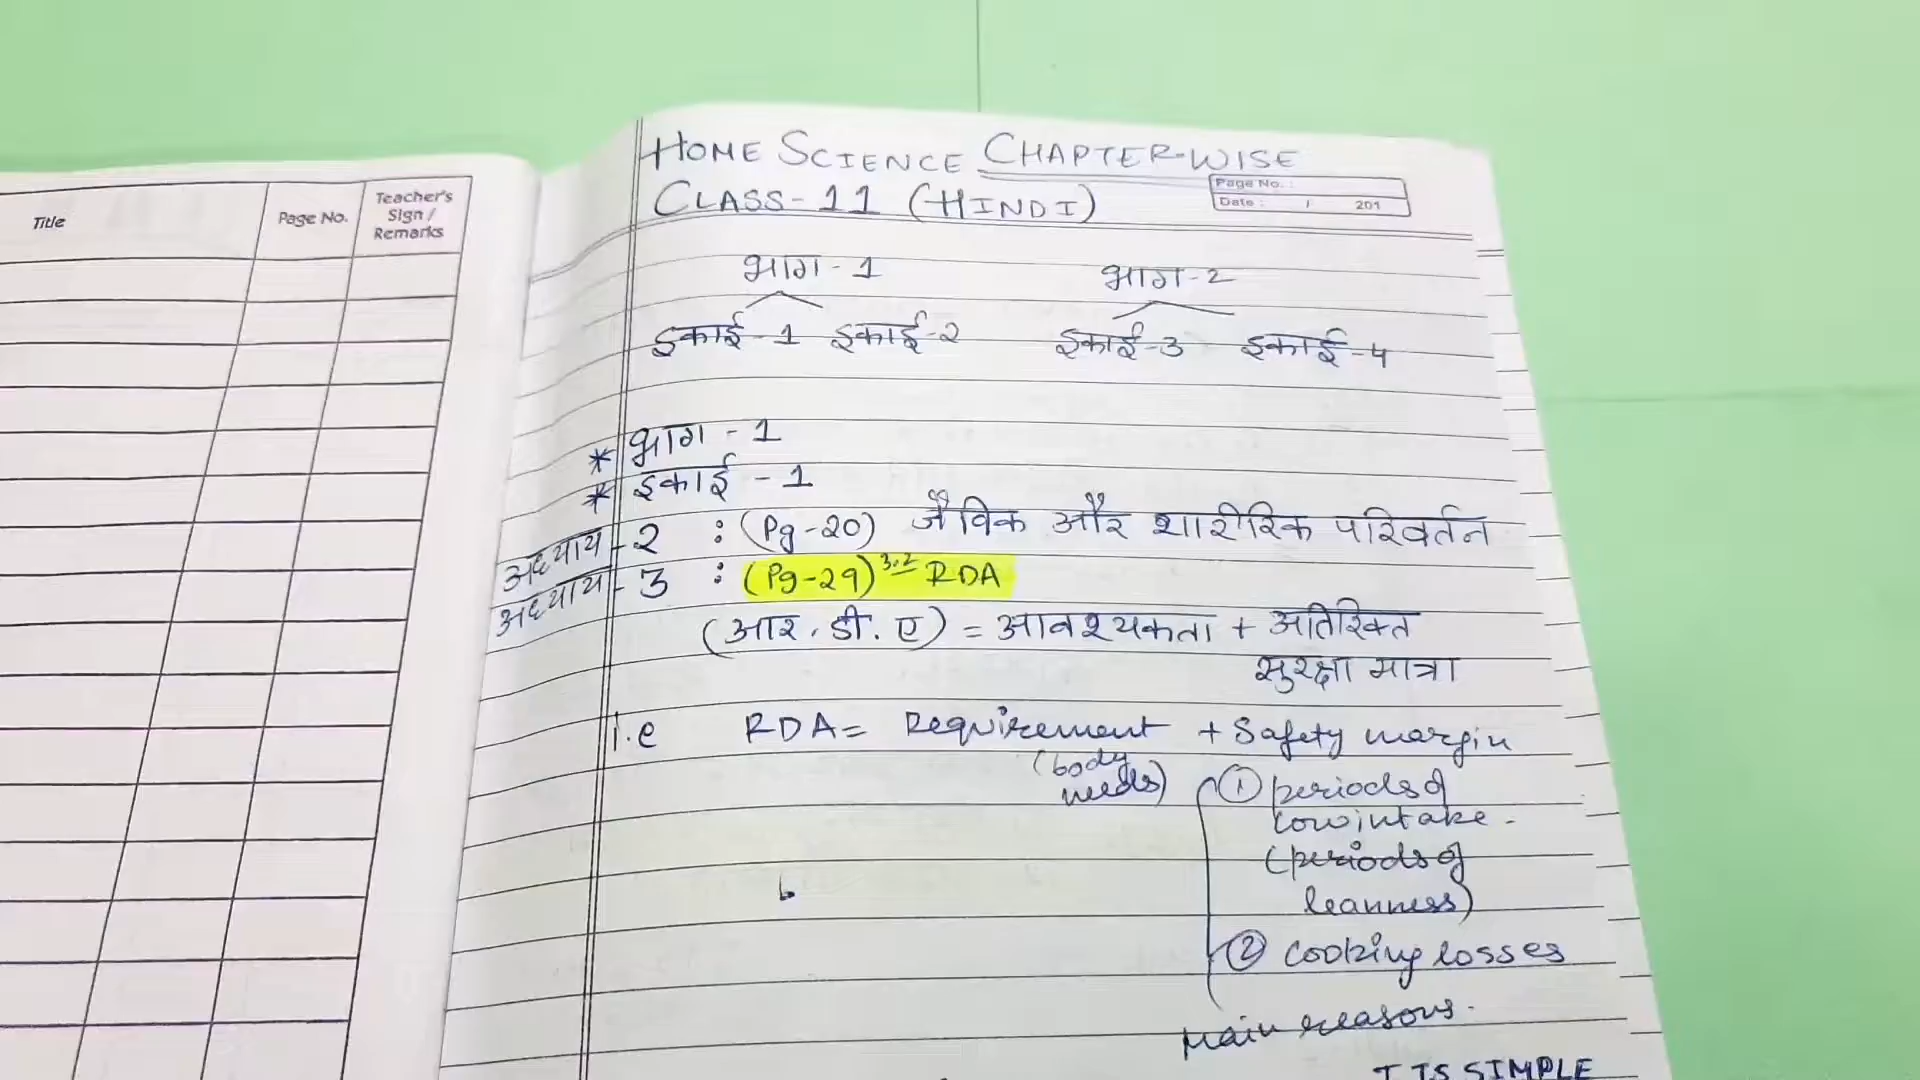 Title
Page No.
Teacher's
Sign /
Remarks
HOME SCIENCE CHAPTER-WISE
CLASS-11 (HINDI)
Page No. :
Date : / 201
भाग-1 भाग-2
इकाई-1 इकाई-2 इकाई-3 इकाई-4
* भाग-1
* इकाई-1
अध्याय-2 : (Pg-20) जैविक और शारीरिक परिवर्तन
अध्याय-3 : (Pg-29) 3.2 RDA
(आर.डी.ए) = आवश्यकता + अतिरिक्त
सुरक्षा मात्रा
i.e RDA= Requirement + Safety margin
(body
needs)
① periods of
low intake.
(periods of
leanness)
② cooking losses
Main reasons.
IT IS SIMPLE